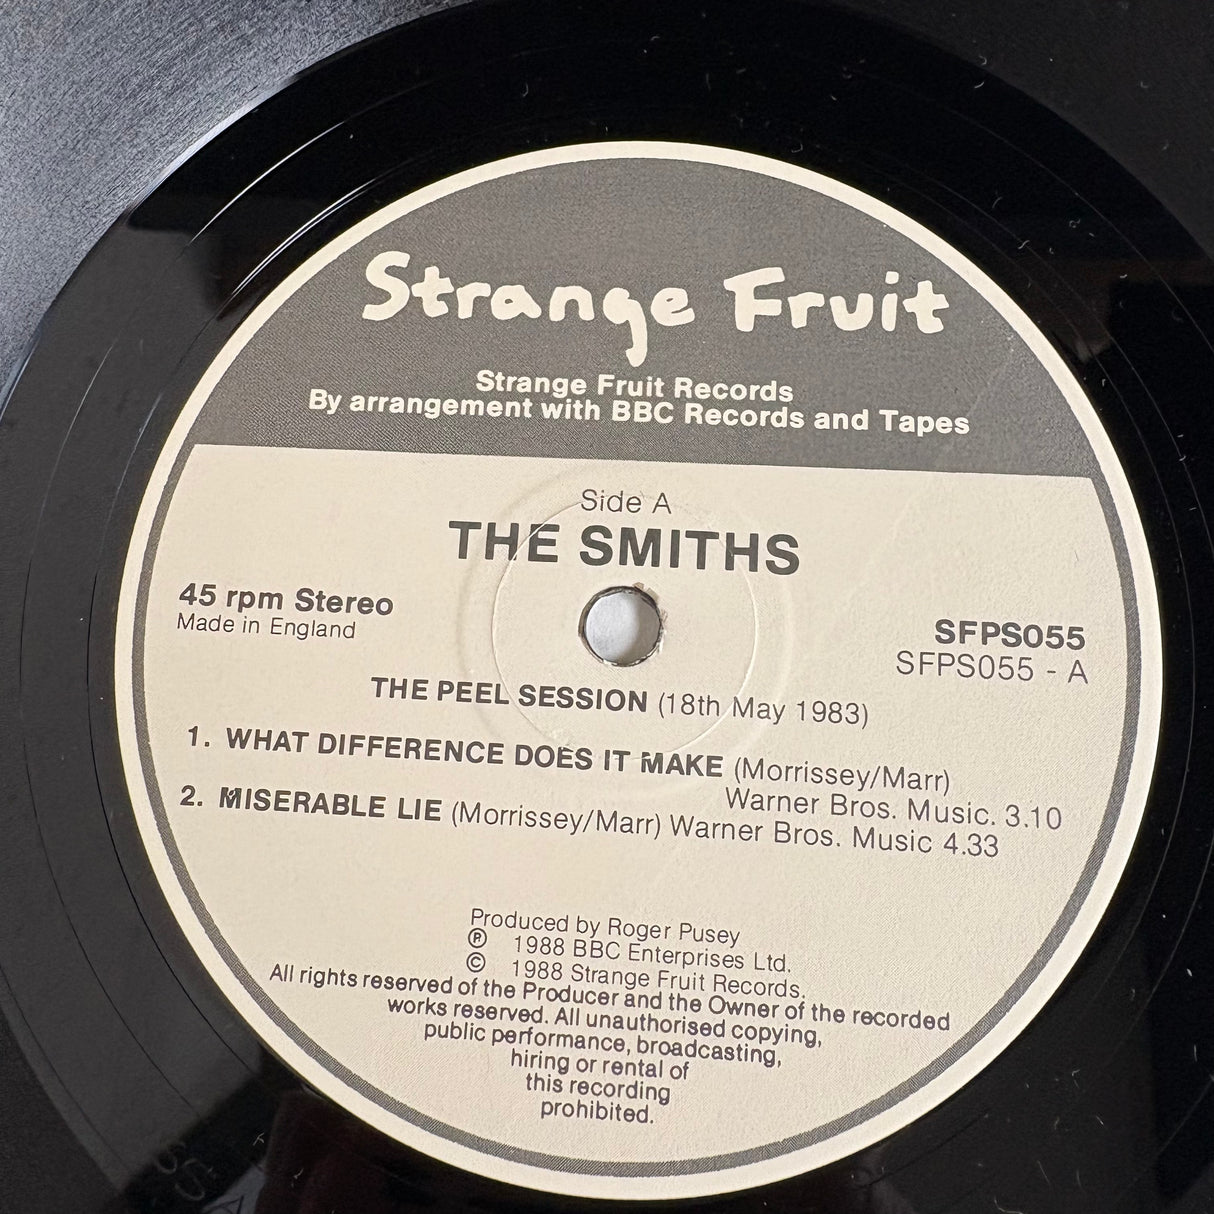 Strange Fruit
Strange Fruit Records
By arrangement with BBC Records and Tapes
Side A
THE SMITHS
45 rpm Stereo
Made in England
SFPS055
SFPS055 - A
THE PEEL SESSION (18th May 1983)
1. WHAT DIFFERENCE DOES IT MAKE (Morrissey/Marr)
Warner Bros. Music. 3.10
2. MISERABLE LIE (Morrissey/Marr) Warner Bros. Music 4.33
Produced by Roger Pusey
℗ 1988 BBC Enterprises Ltd.
© 1988 Strange Fruit Records.
All rights reserved of the Producer and the Owner of the recorded
works reserved. All unauthorised copying,
public performance, broadcasting,
hiring or rental of
this recording
prohibited.